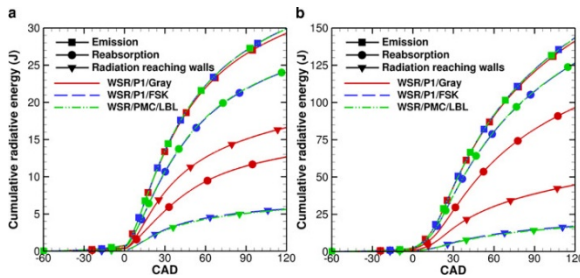 a
Cumulative radiative energy (J)
30
25
20
15
10
5
0
-60 -30 0 30 60 90 120
CAD
Emission
Reabsorption
Radiation reaching walls
WSR/P1/Gray
WSR/P1/FSK
WSR/PMC/LBL
b
Cumulative radiative energy (J)
150
125
100
75
50
25
0
-60 -30 0 30 60 90 120
CAD
Emission
Reabsorption
Radiation reaching walls
WSR/P1/Gray
WSR/P1/FSK
WSR/PMC/LBL